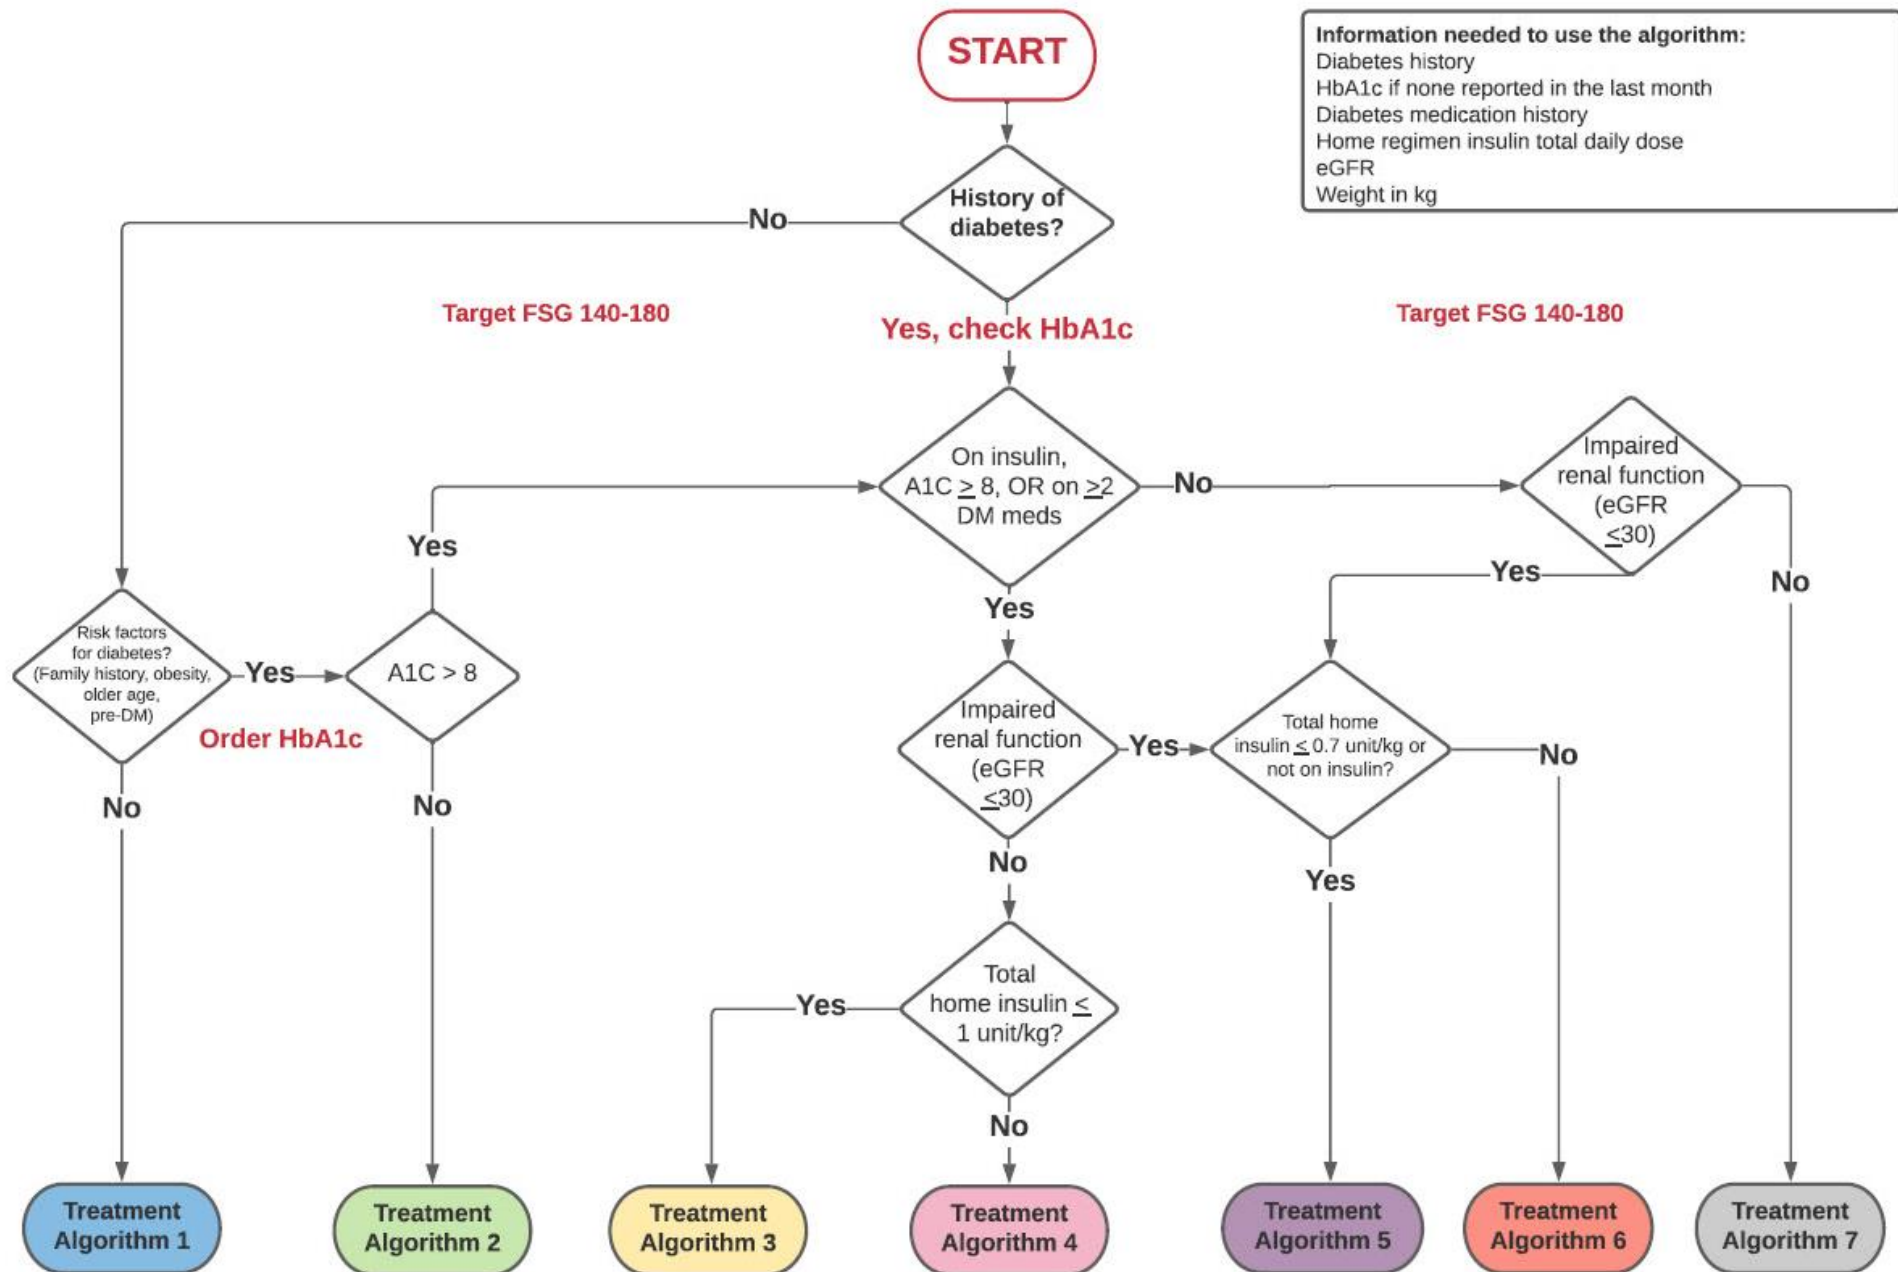 START
Information needed to use the algorithm:
Diabetes history
HbA1c if none reported in the last month
Diabetes medication history
Home regimen insulin total daily dose
eGFR
Weight in kg
History of
diabetes?
No
Target FSG 140-180
Yes, check HbA1c
Target FSG 140-180
On insulin,
A1C ≥ 8, OR on ≥2
DM meds
No
Impaired
renal function
(eGFR
≤30)
Yes
Yes
Yes
No
Risk factors
for diabetes?
(Family history, obesity,
older age,
pre-DM)
Yes
A1C > 8
Order HbA1c
Impaired
renal function
(eGFR
≤30)
Yes
Total home
insulin ≤ 0.7 unit/kg or
not on insulin?
No
No
No
No
Yes
Total
home insulin ≤
1 unit/kg?
Yes
No
Treatment
Algorithm 1
Treatment
Algorithm 2
Treatment
Algorithm 3
Treatment
Algorithm 4
Treatment
Algorithm 5
Treatment
Algorithm 6
Treatment
Algorithm 7